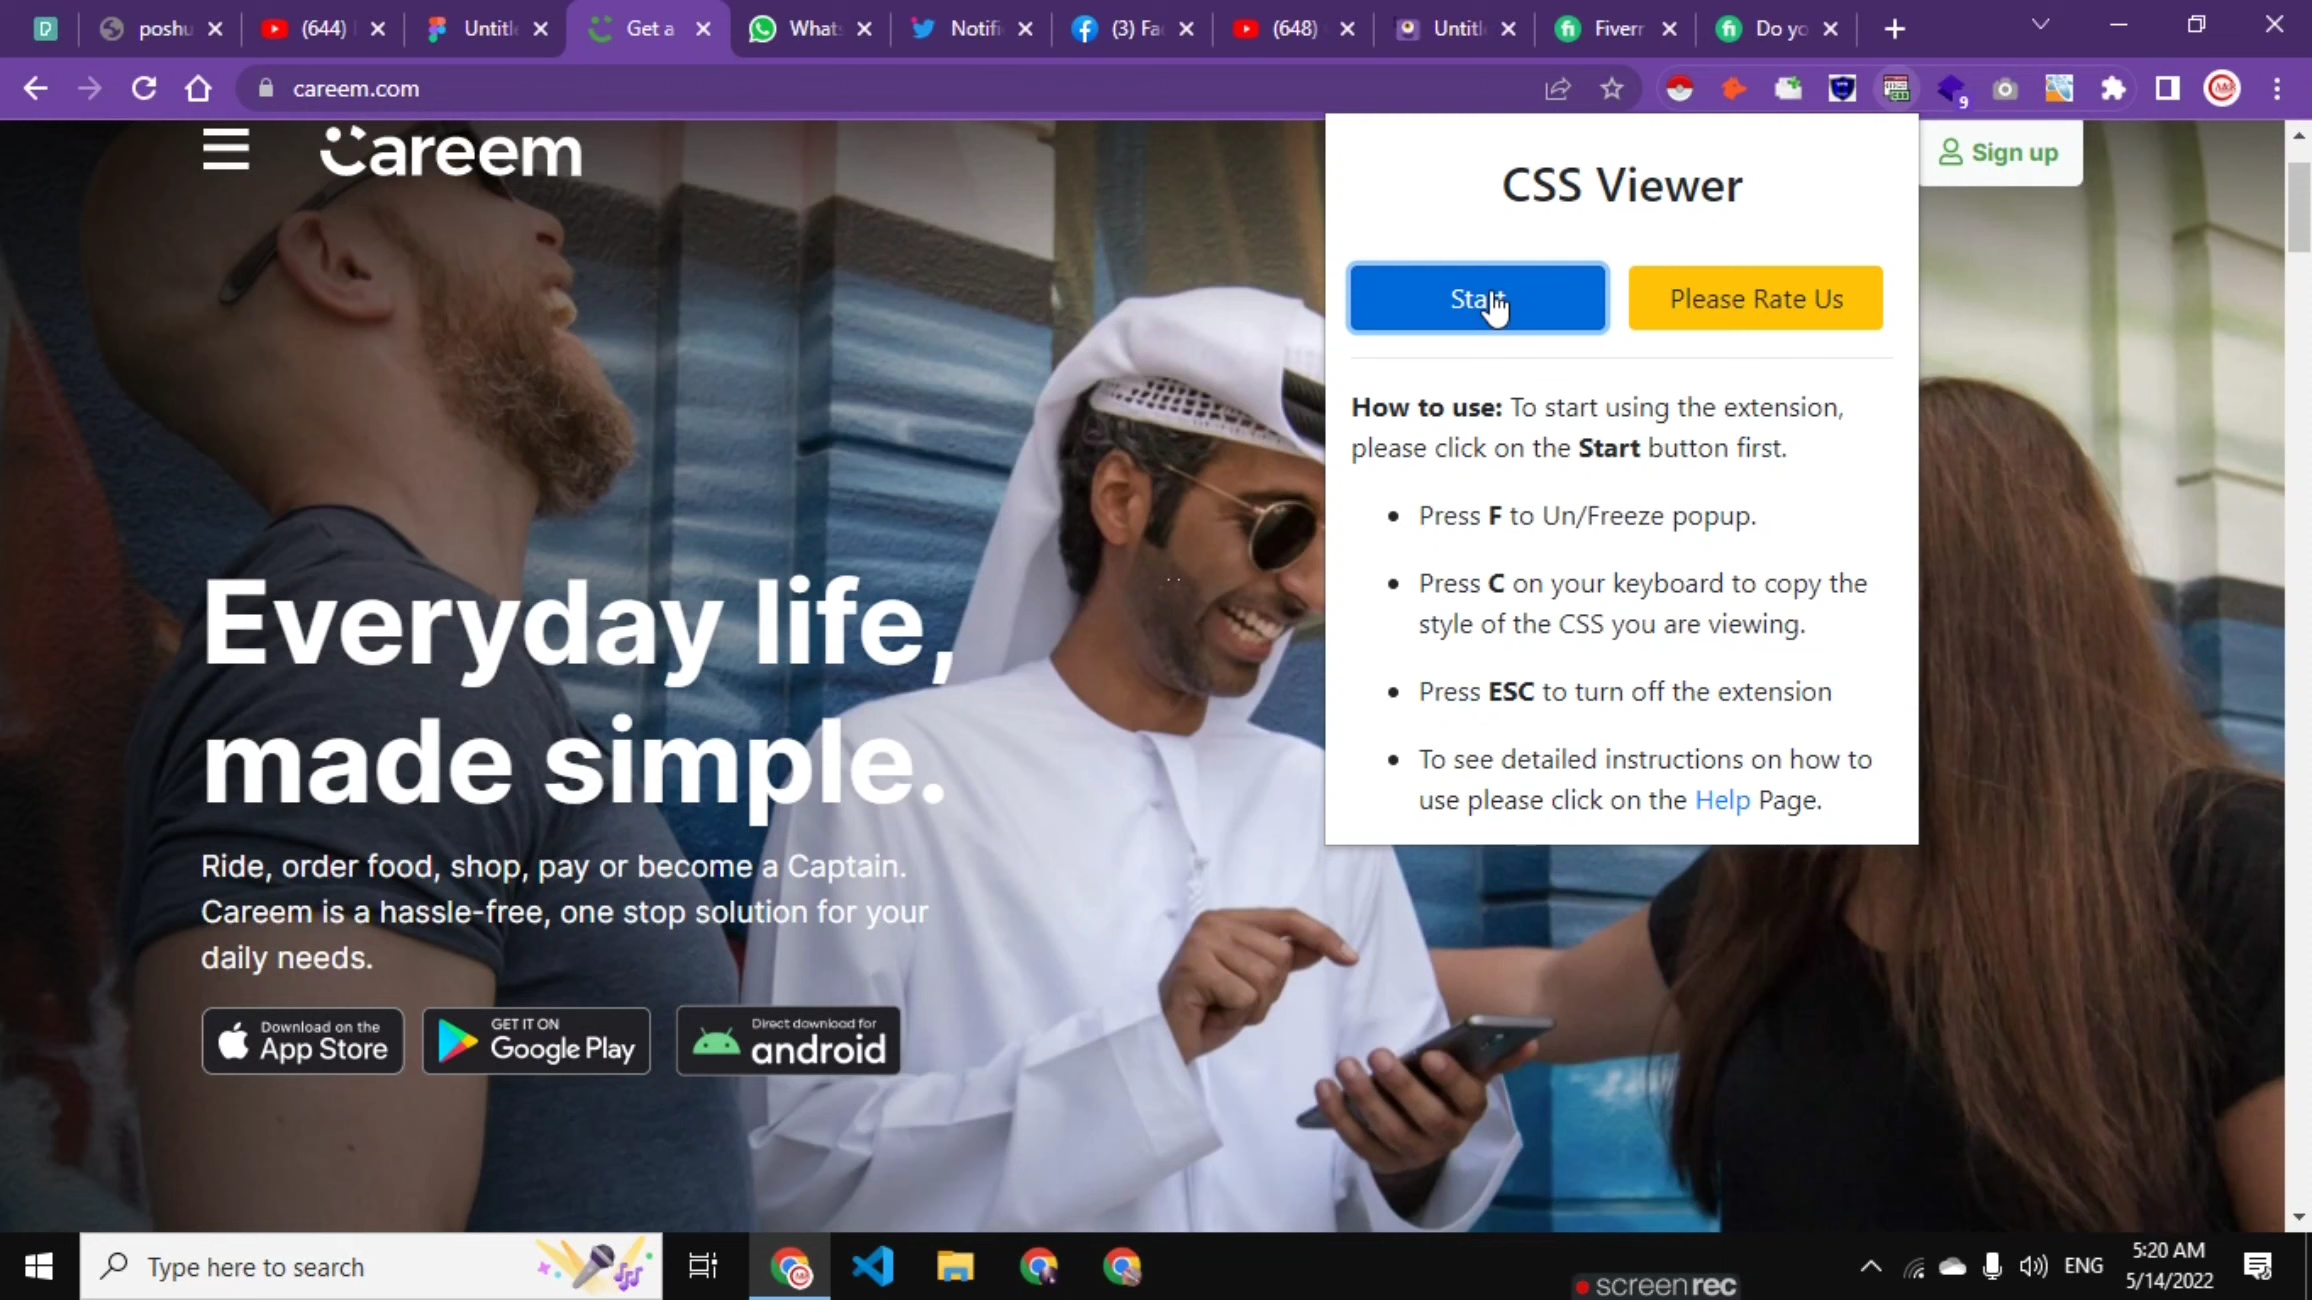 poshu
(644)
Untitl
Get a
Whats
Notifi
(3) Fa
(648)
Untitl
Fiverr
Do yo
careem.com
9
Careem
Sign up
CSS Viewer
Start
Please Rate Us
How to use: To start using the extension,
please click on the Start button first.
Press F to Un/Freeze popup.
Press C on your keyboard to copy the
style of the CSS you are viewing.
Press ESC to turn off the extension
To see detailed instructions on how to
use please click on the Help Page.
Everyday life,
made simple.
Ride, order food, shop, pay or become a Captain.
Careem is a hassle-free, one stop solution for your
daily needs.
Download on the
App Store
GET IT ON
Google Play
Direct download for
android
Type here to search
ENG
5:20 AM
5/14/2022
screenrec